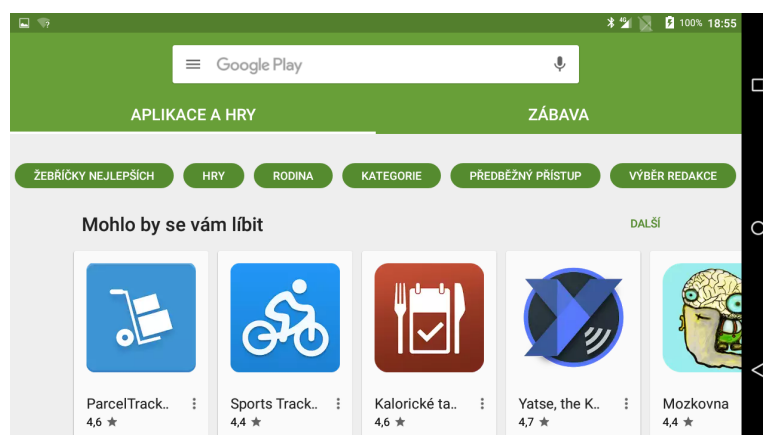 4G 100% 18:55
Google Play
APLIKACE A HRY ZÁBAVA
ŽEBŘÍČKY NEJLEPŠÍCH HRY RODINA KATEGORIE PŘEDBĚŽNÝ PŘÍSTUP VÝBĚR REDAKCE
Mohlo by se vám líbit DALŠÍ
ParcelTrack.. Sports Track.. Kalorické ta.. Yatse, the K.. Mozkovna
4,6 ★ 4,4 ★ 4,6 ★ 4,7 ★ 4,4 ★